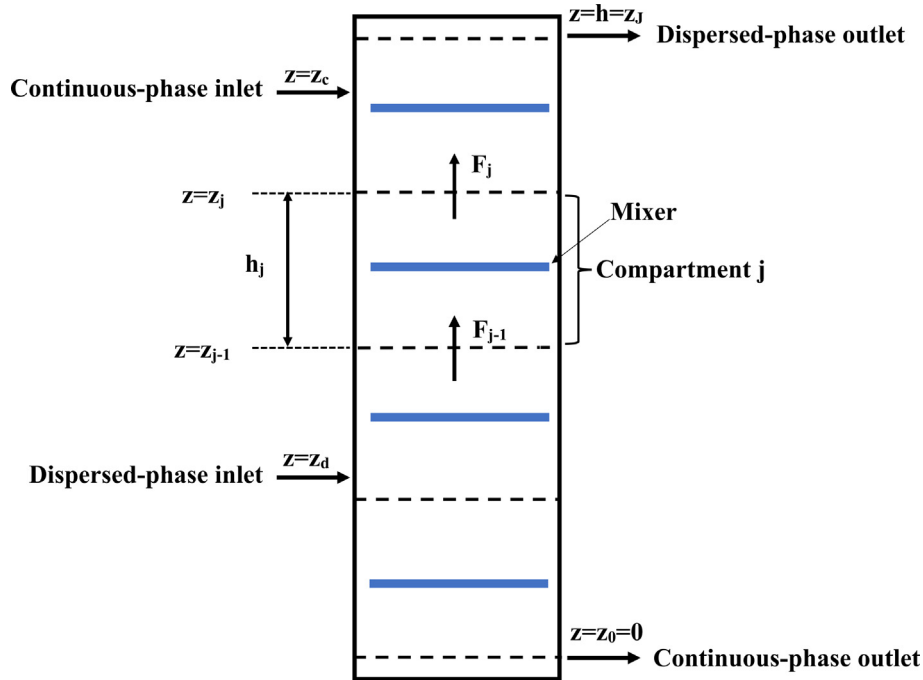 z=h=z_J
Dispersed-phase outlet
z=z_c
Continuous-phase inlet
F_j
z=z_j
Mixer
h_j
Compartment j
F_{j-1}
z=z_{j-1}
z=z_d
Dispersed-phase inlet
z=z_0=0
Continuous-phase outlet